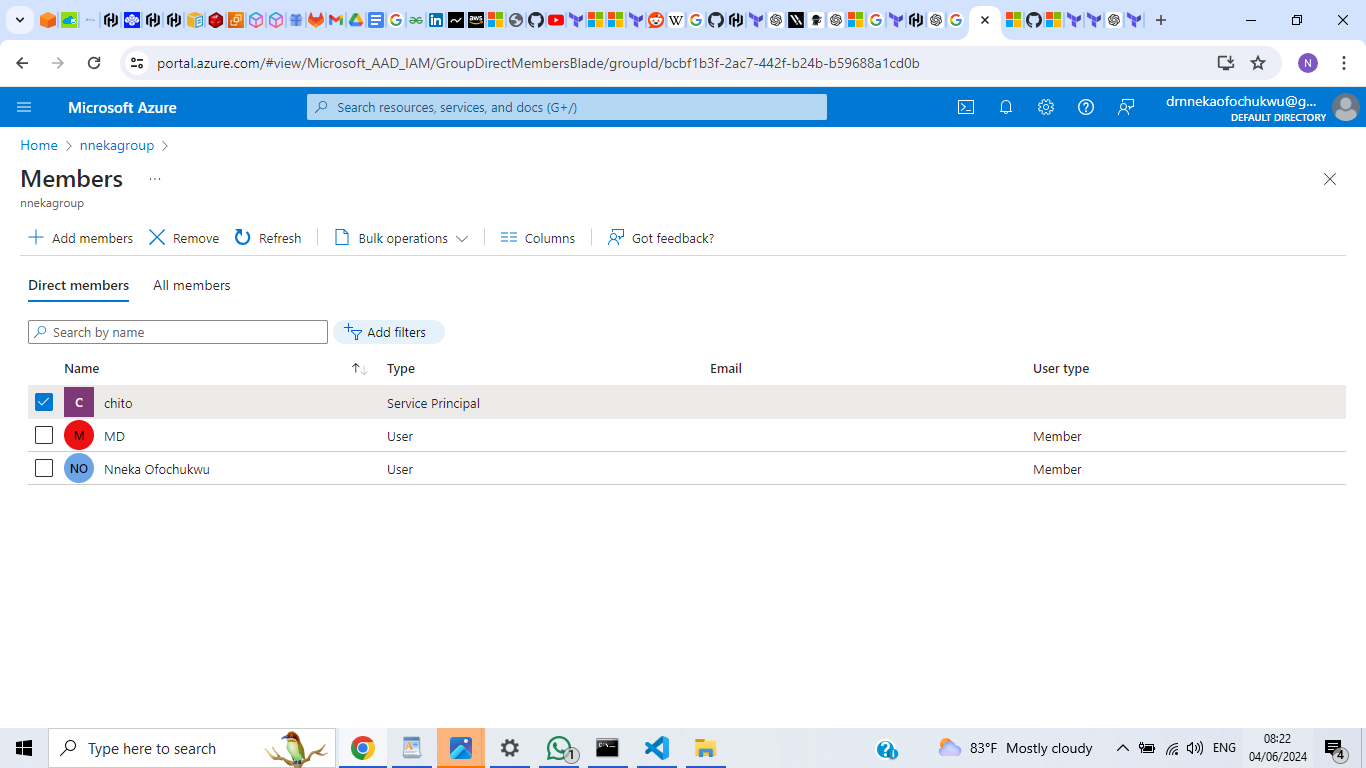 portal.azure.com/#view/Microsoft_AAD_IAM/GroupDirectMembersBlade/groupId/bcbf1b3f-2ac7-442f-b24b-b59688a1cd0b
N
Microsoft Azure
Search resources, services, and docs (G+/)
drnnekaofochukwu@g...
DEFAULT DIRECTORY
Home > nnekagroup >
Members ...
nnekagroup
Add members Remove Refresh Bulk operations Columns Got feedback?
Direct members All members
Search by name Add filters
Name Type Email User type
C chito Service Principal
M MD User Member
NO Nneka Ofochukwu User Member
Type here to search
1
83°F Mostly cloudy
ENG
08:22
04/06/2024
4